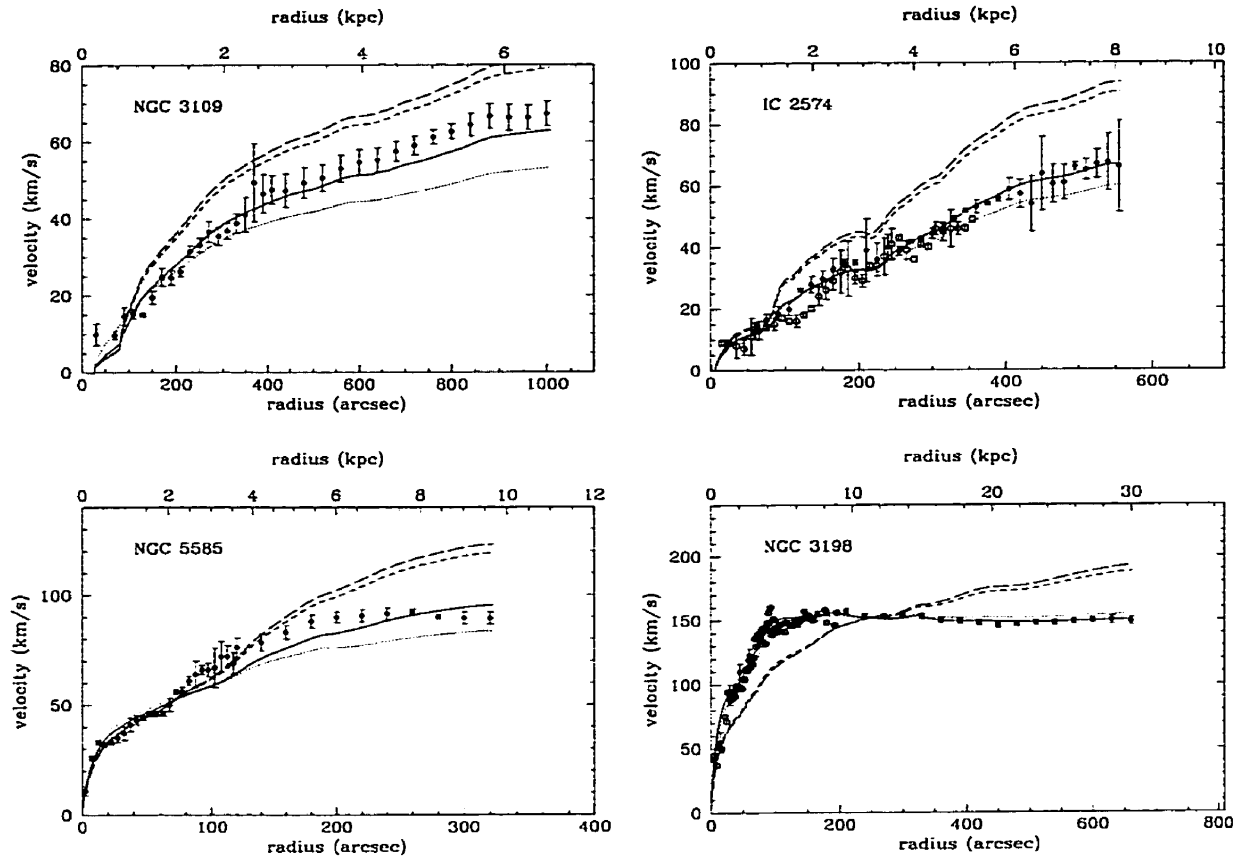 radius (kpc)
0 2 4 6
NGC 3109
velocity (km/s)
80
60
40
20
0
0 200 400 600 800 1000
radius (arcsec)
radius (kpc)
0 2 4 6 8 10
IC 2574
velocity (km/s)
100
80
60
40
20
0
0 200 400 600
radius (arcsec)
radius (kpc)
0 2 4 6 8 10 12
NGC 5585
velocity (km/s)
100
50
0
0 100 200 300 400
radius (arcsec)
radius (kpc)
0 10 20 30
NGC 3198
velocity (km/s)
200
150
100
50
0
0 200 400 600 800
radius (arcsec)